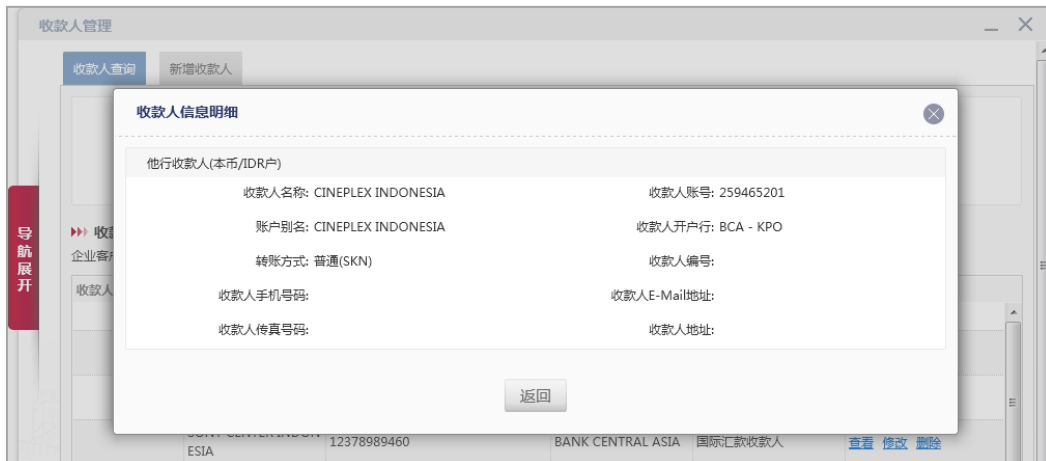 收款人管理
收款人查询 新增收款人
收款人信息明细
他行收款人(本币/IDR户)
收款人名称: CINEPLEX INDONESIA 收款人账号: 259465201
账户别名: CINEPLEX INDONESIA 收款人开户行: BCA - KPO
转账方式: 普通(SKN) 收款人编号:
收款人手机号码: 收款人E-Mail地址:
收款人传真号码: 收款人地址:
返回
导航展开
收款
企业客户
收款人
12378989460 BANK CENTRAL ASIA 国际汇款收款人 查看 修改 删除
ESIA